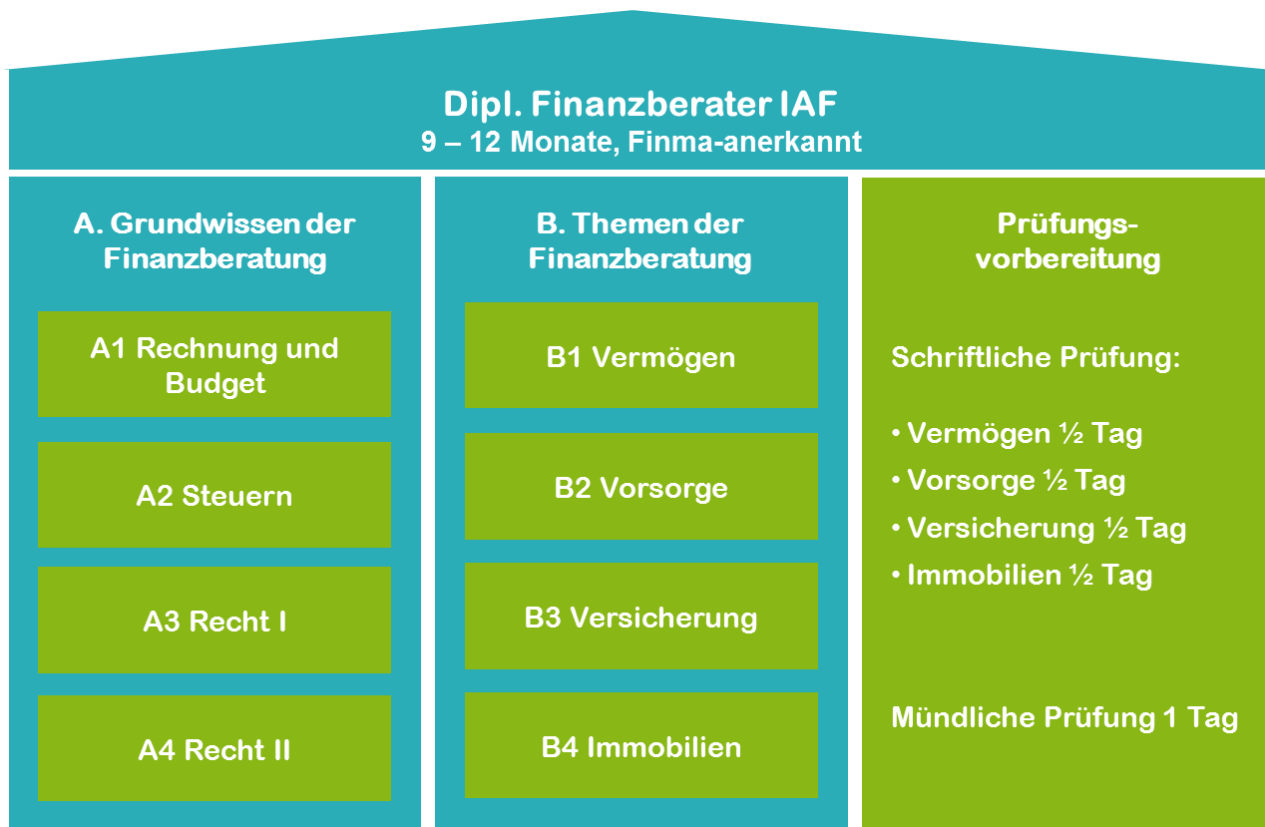 Dipl. Finanzberater IAF
9 – 12 Monate, Finma-anerkannt
A. Grundwissen der
Finanzberatung
A1 Rechnung und
Budget
A2 Steuern
A3 Recht I
A4 Recht II
B. Themen der
Finanzberatung
B1 Vermögen
B2 Vorsorge
B3 Versicherung
B4 Immobilien
Prüfungs-
vorbereitung
Schriftliche Prüfung:
• Vermögen ½ Tag
• Vorsorge ½ Tag
• Versicherung ½ Tag
• Immobilien ½ Tag
Mündliche Prüfung 1 Tag